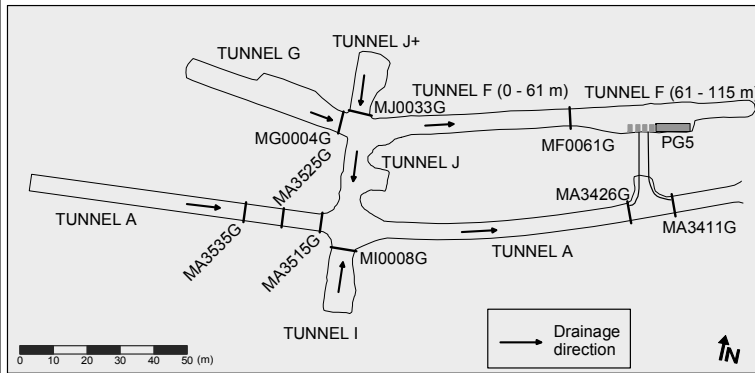 TUNNEL J+
TUNNEL G
TUNNEL F (0 - 61 m)
TUNNEL F (61 - 115 m)
MJ0033G
MG0004G
MF0061G
PG5
MA3525G
TUNNEL J
MA3426G
TUNNEL A
MA3535G
MA3515G
MI0008G
TUNNEL A
MA3411G
TUNNEL I
Drainage
direction
0 10 20 30 40 50 (m)
N